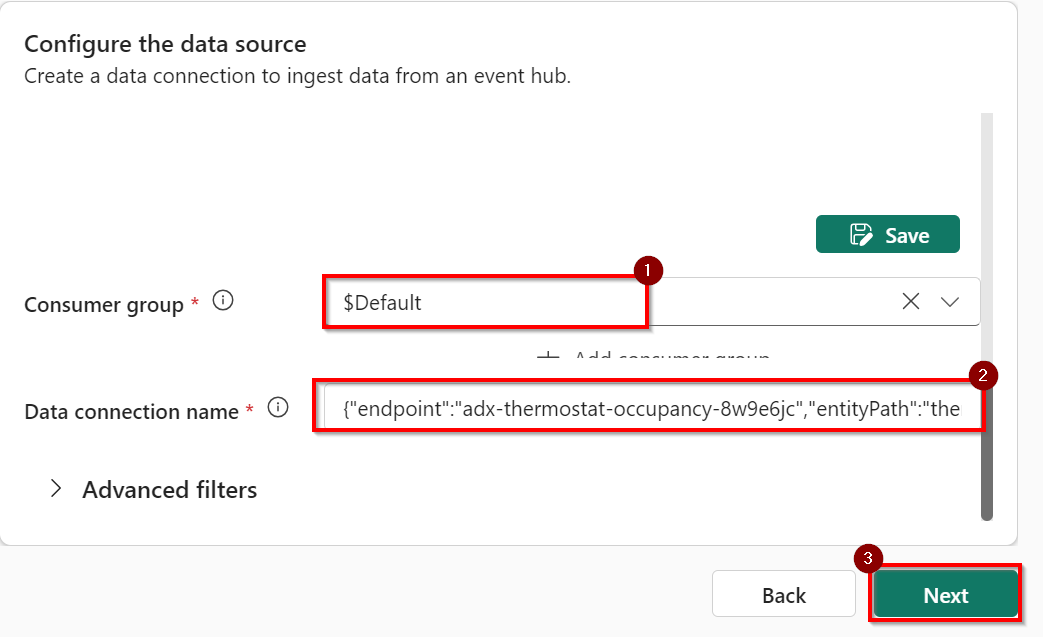 Configure the data source
Create a data connection to ingest data from an event hub.
Save
1
Consumer group *
$Default
Add consumer group
2
Data connection name *
{"endpoint":"adx-thermostat-occupancy-8w9e6jc","entityPath":"the
Advanced filters
3
Back
Next